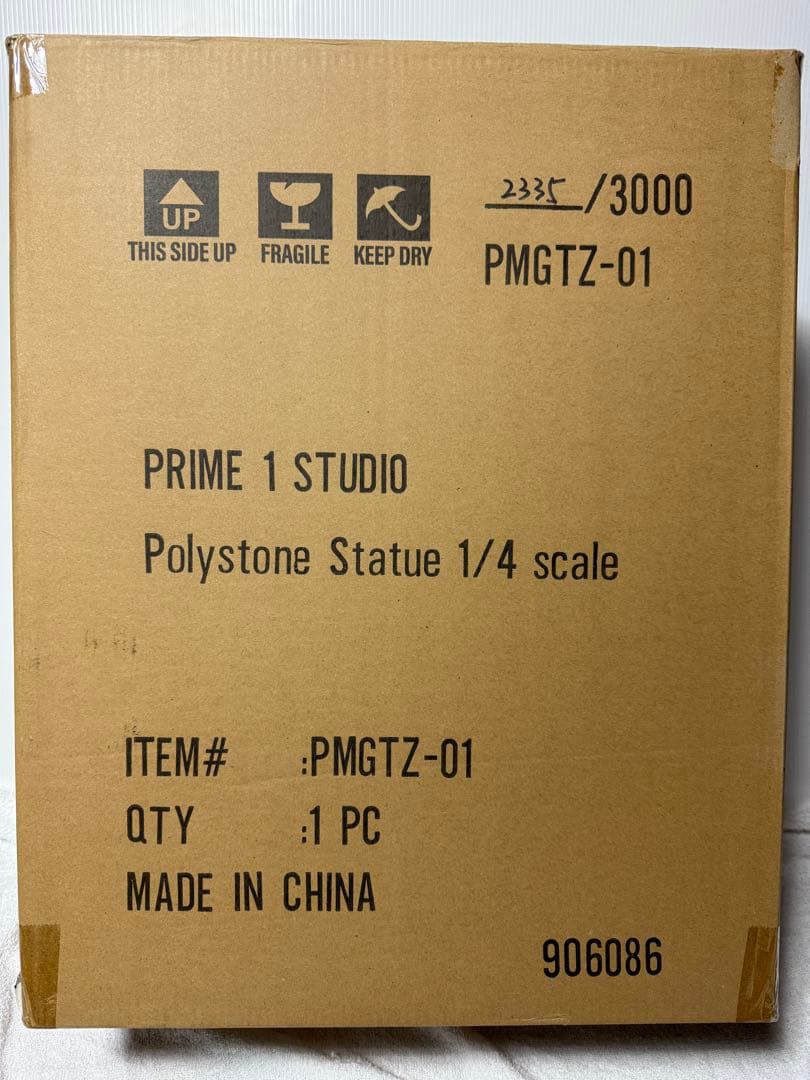 2335/3000
PMGTZ-01
UP
THIS SIDE UP
FRAGILE
KEEP DRY
PRIME 1 STUDIO
Polystone Statue 1/4 scale
ITEM# :PMGTZ-01
QTY :1 PC
MADE IN CHINA
906086